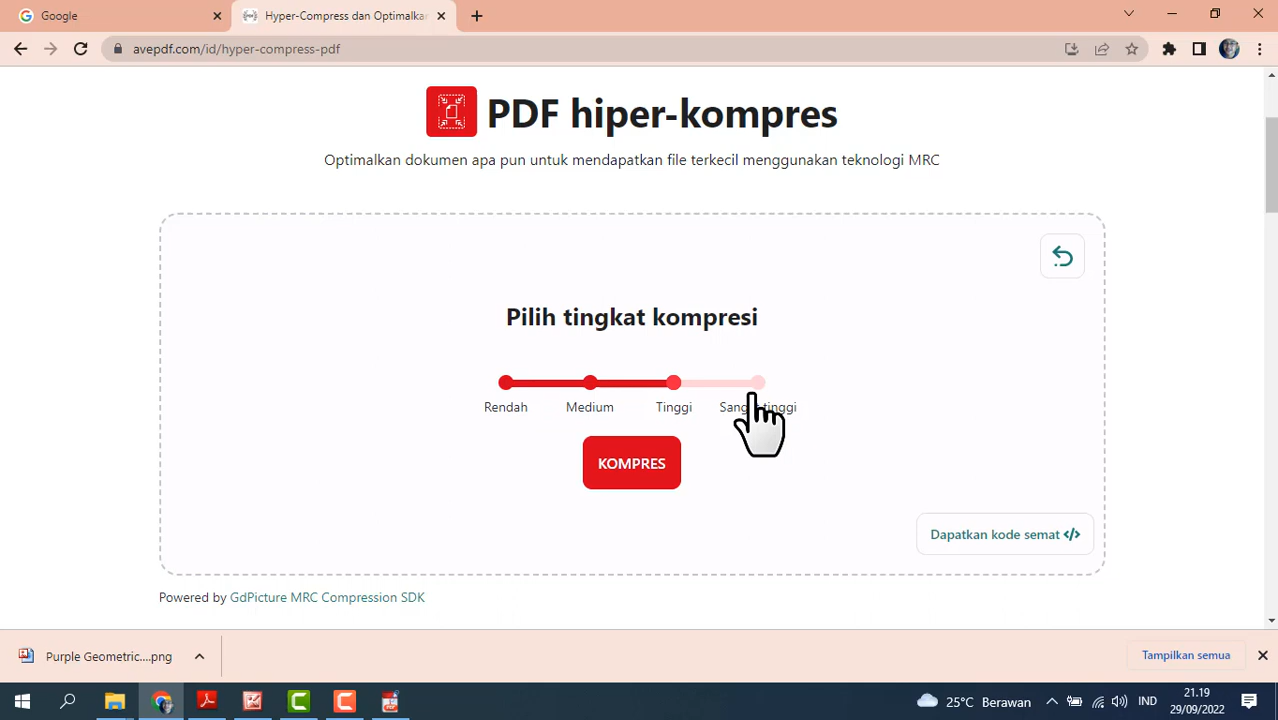 Google
Hyper-Compress dan Optimalkan
avepdf.com/id/hyper-compress-pdf
PDF hiper-kompres
Optimalkan dokumen apa pun untuk mendapatkan file terkecil menggunakan teknologi MRC
Pilih tingkat kompresi
Rendah Medium Tinggi tinggi
KOMPRES
Dapatkan kode semat </>
Powered by GdPicture MRC Compression SDK
Purple Geometric....png
Tampilkan semua
25°C Berawan
IND
21.19
29/09/2022